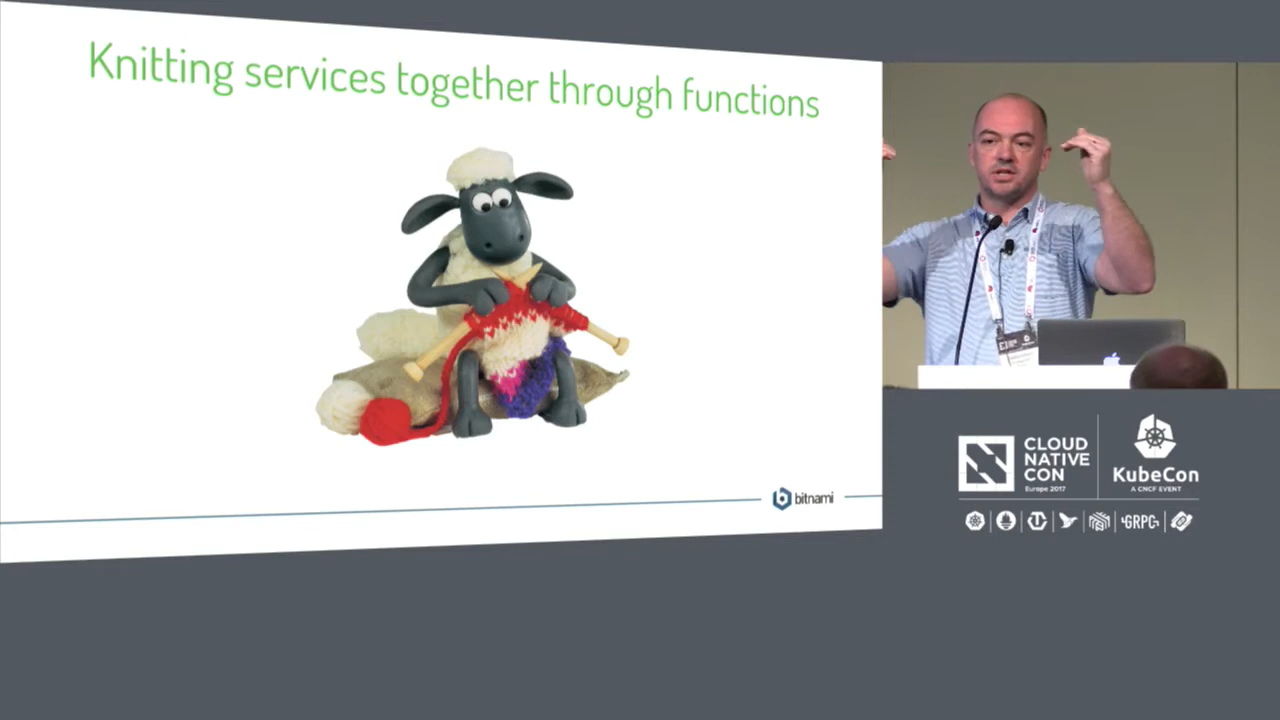 Knitting services together through functions
bitnami
CLOUD
NATIVE
CON
Europe 2017
KubeCon
A CNCF EVENT
GRPC